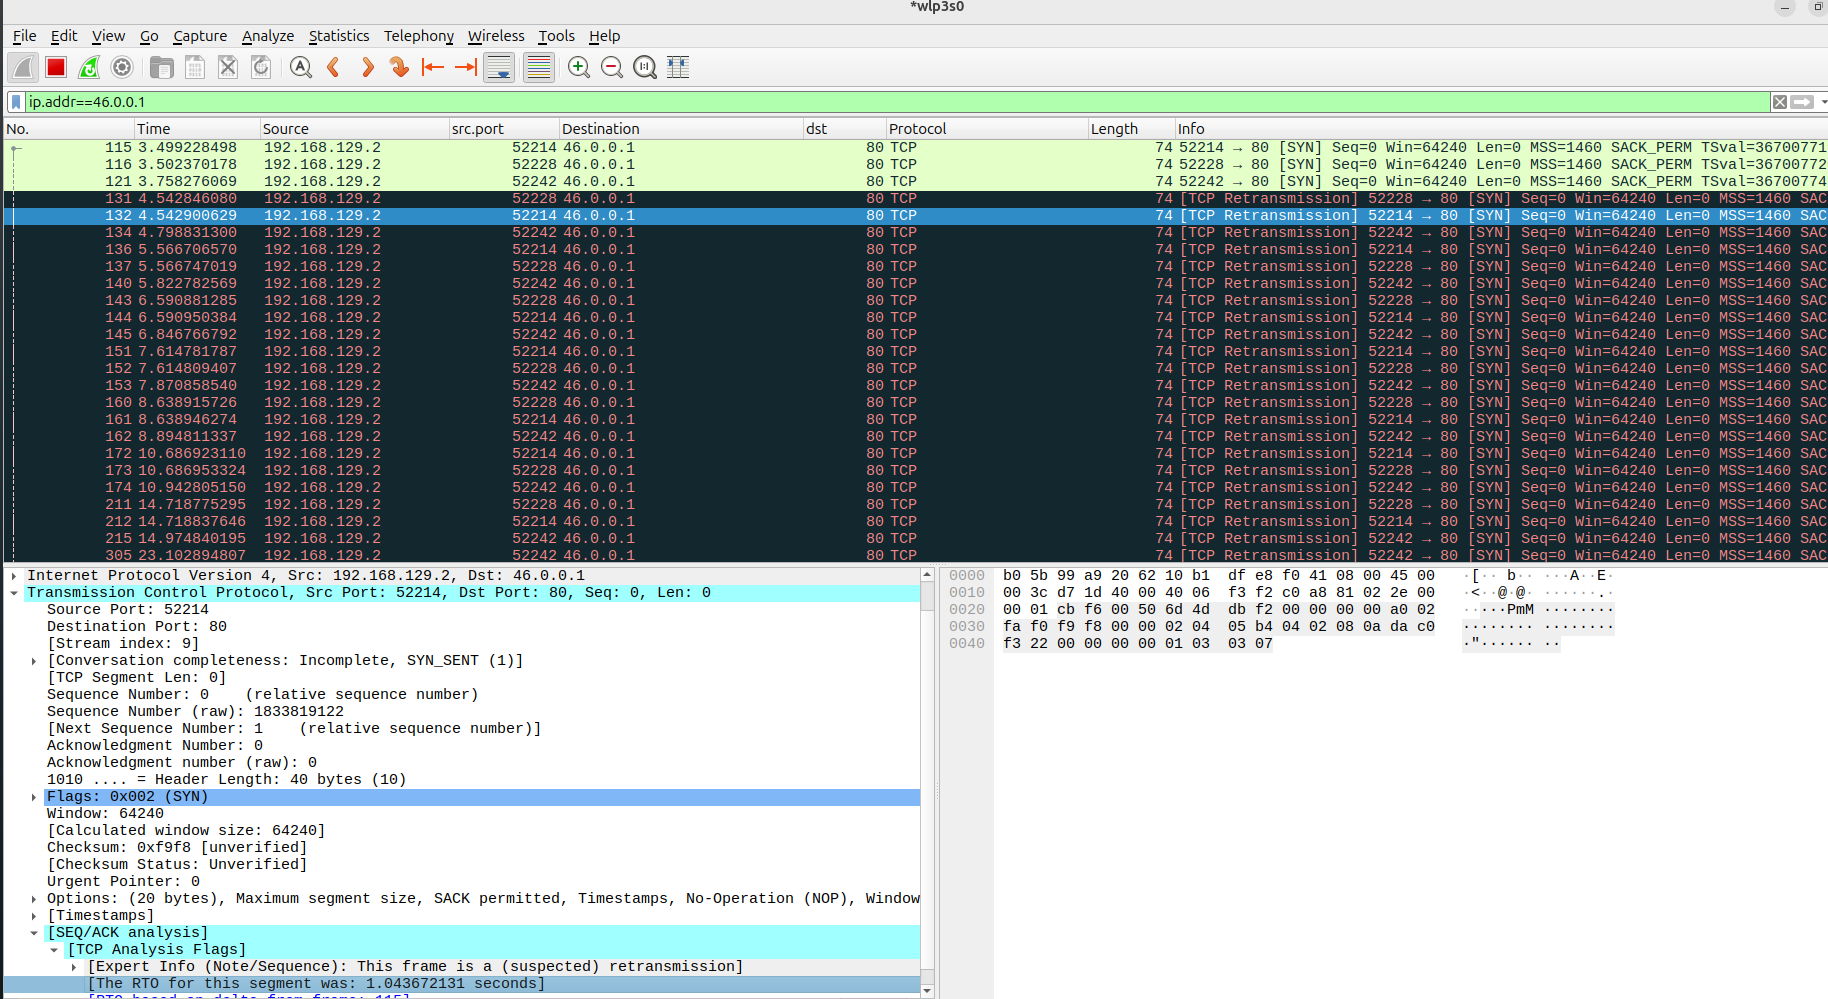 *wlp3s0
File Edit View Go Capture Analyze Statistics Telephony Wireless Tools Help
ip.addr==46.0.0.1
No. Time Source src.port Destination dst Protocol Length Info
115 3.499228498 192.168.129.2 52214 46.0.0.1 80 TCP 74 52214 → 80 [SYN] Seq=0 Win=64240 Len=0 MSS=1460 SACK_PERM TSval=36700771
116 3.502370178 192.168.129.2 52228 46.0.0.1 80 TCP 74 52228 → 80 [SYN] Seq=0 Win=64240 Len=0 MSS=1460 SACK_PERM TSval=36700772
121 3.758276069 192.168.129.2 52242 46.0.0.1 80 TCP 74 52242 → 80 [SYN] Seq=0 Win=64240 Len=0 MSS=1460 SACK_PERM TSval=36700774
131 4.542846080 192.168.129.2 52228 46.0.0.1 80 TCP 74 [TCP Retransmission] 52228 → 80 [SYN] Seq=0 Win=64240 Len=0 MSS=1460 SAC
132 4.542900629 192.168.129.2 52214 46.0.0.1 80 TCP 74 [TCP Retransmission] 52214 → 80 [SYN] Seq=0 Win=64240 Len=0 MSS=1460 SAC
134 4.798831300 192.168.129.2 52242 46.0.0.1 80 TCP 74 [TCP Retransmission] 52242 → 80 [SYN] Seq=0 Win=64240 Len=0 MSS=1460 SAC
136 5.566706570 192.168.129.2 52214 46.0.0.1 80 TCP 74 [TCP Retransmission] 52214 → 80 [SYN] Seq=0 Win=64240 Len=0 MSS=1460 SAC
137 5.566747019 192.168.129.2 52228 46.0.0.1 80 TCP 74 [TCP Retransmission] 52228 → 80 [SYN] Seq=0 Win=64240 Len=0 MSS=1460 SAC
140 5.822782569 192.168.129.2 52242 46.0.0.1 80 TCP 74 [TCP Retransmission] 52242 → 80 [SYN] Seq=0 Win=64240 Len=0 MSS=1460 SAC
143 6.590881285 192.168.129.2 52228 46.0.0.1 80 TCP 74 [TCP Retransmission] 52228 → 80 [SYN] Seq=0 Win=64240 Len=0 MSS=1460 SAC
144 6.590950384 192.168.129.2 52214 46.0.0.1 80 TCP 74 [TCP Retransmission] 52214 → 80 [SYN] Seq=0 Win=64240 Len=0 MSS=1460 SAC
145 6.846766792 192.168.129.2 52242 46.0.0.1 80 TCP 74 [TCP Retransmission] 52242 → 80 [SYN] Seq=0 Win=64240 Len=0 MSS=1460 SAC
151 7.614781787 192.168.129.2 52214 46.0.0.1 80 TCP 74 [TCP Retransmission] 52214 → 80 [SYN] Seq=0 Win=64240 Len=0 MSS=1460 SAC
152 7.614809407 192.168.129.2 52228 46.0.0.1 80 TCP 74 [TCP Retransmission] 52228 → 80 [SYN] Seq=0 Win=64240 Len=0 MSS=1460 SAC
153 7.870858540 192.168.129.2 52242 46.0.0.1 80 TCP 74 [TCP Retransmission] 52242 → 80 [SYN] Seq=0 Win=64240 Len=0 MSS=1460 SAC
160 8.638915726 192.168.129.2 52228 46.0.0.1 80 TCP 74 [TCP Retransmission] 52228 → 80 [SYN] Seq=0 Win=64240 Len=0 MSS=1460 SAC
161 8.638946274 192.168.129.2 52214 46.0.0.1 80 TCP 74 [TCP Retransmission] 52214 → 80 [SYN] Seq=0 Win=64240 Len=0 MSS=1460 SAC
162 8.894811337 192.168.129.2 52242 46.0.0.1 80 TCP 74 [TCP Retransmission] 52242 → 80 [SYN] Seq=0 Win=64240 Len=0 MSS=1460 SAC
172 10.686923110 192.168.129.2 52214 46.0.0.1 80 TCP 74 [TCP Retransmission] 52214 → 80 [SYN] Seq=0 Win=64240 Len=0 MSS=1460 SAC
173 10.686953324 192.168.129.2 52228 46.0.0.1 80 TCP 74 [TCP Retransmission] 52228 → 80 [SYN] Seq=0 Win=64240 Len=0 MSS=1460 SAC
174 10.942805150 192.168.129.2 52242 46.0.0.1 80 TCP 74 [TCP Retransmission] 52242 → 80 [SYN] Seq=0 Win=64240 Len=0 MSS=1460 SAC
211 14.718775295 192.168.129.2 52228 46.0.0.1 80 TCP 74 [TCP Retransmission] 52228 → 80 [SYN] Seq=0 Win=64240 Len=0 MSS=1460 SAC
212 14.718837646 192.168.129.2 52214 46.0.0.1 80 TCP 74 [TCP Retransmission] 52214 → 80 [SYN] Seq=0 Win=64240 Len=0 MSS=1460 SAC
215 14.974840195 192.168.129.2 52242 46.0.0.1 80 TCP 74 [TCP Retransmission] 52242 → 80 [SYN] Seq=0 Win=64240 Len=0 MSS=1460 SAC
305 23.102894807 192.168.129.2 52242 46.0.0.1 80 TCP 74 [TCP Retransmission] 52242 → 80 [SYN] Seq=0 Win=64240 Len=0 MSS=1460 SAC
Internet Protocol Version 4, Src: 192.168.129.2, Dst: 46.0.0.1
Transmission Control Protocol, Src Port: 52214, Dst Port: 80, Seq: 0, Len: 0
Source Port: 52214
Destination Port: 80
[Stream index: 9]
[Conversation completeness: Incomplete, SYN_SENT (1)]
[TCP Segment Len: 0]
Sequence Number: 0 (relative sequence number)
Sequence Number (raw): 1833819122
[Next Sequence Number: 1 (relative sequence number)]
Acknowledgment Number: 0
Acknowledgment number (raw): 0
1010 .... = Header Length: 40 bytes (10)
Flags: 0x002 (SYN)
Window: 64240
[Calculated window size: 64240]
Checksum: 0xf9f8 [unverified]
[Checksum Status: Unverified]
Urgent Pointer: 0
Options: (20 bytes), Maximum segment size, SACK permitted, Timestamps, No-Operation (NOP), Window
[Timestamps]
[SEQ/ACK analysis]
[TCP Analysis Flags]
[Expert Info (Note/Sequence): This frame is a (suspected) retransmission]
[The RTO for this segment was: 1.043672131 seconds]
[RTO based on delta from frame: 115]
0000 b0 5b 99 a9 20 62 10 b1 df e8 f0 41 08 00 45 00 ·[·· b·· ···A··E·
0010 00 3c d7 1d 40 00 40 06 f3 f2 c0 a8 81 02 2e 00 ·<··@·@· ······.·
0020 00 01 cb f6 00 50 6d 4d db f2 00 00 00 00 a0 02 ·····PmM ········
0030 fa f0 f9 f8 00 00 02 04 05 b4 04 02 08 0a da c0 ········ ········
0040 f3 22 00 00 00 00 01 03 03 07 ·"······ ··